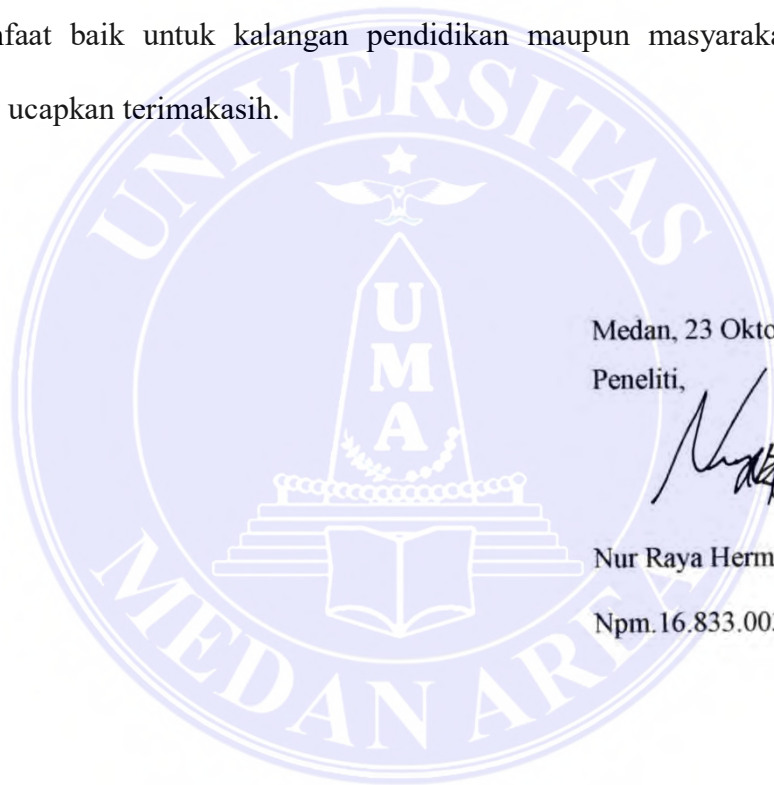 nfaat baik untuk kalangan pendidikan maupun masyaraka
ucapkan terimakasih.
UNIVERSITAS
UMA
MEDAN AREA
Medan, 23 Okto
Peneliti,
Nur Raya Herm
Npm.16.833.00